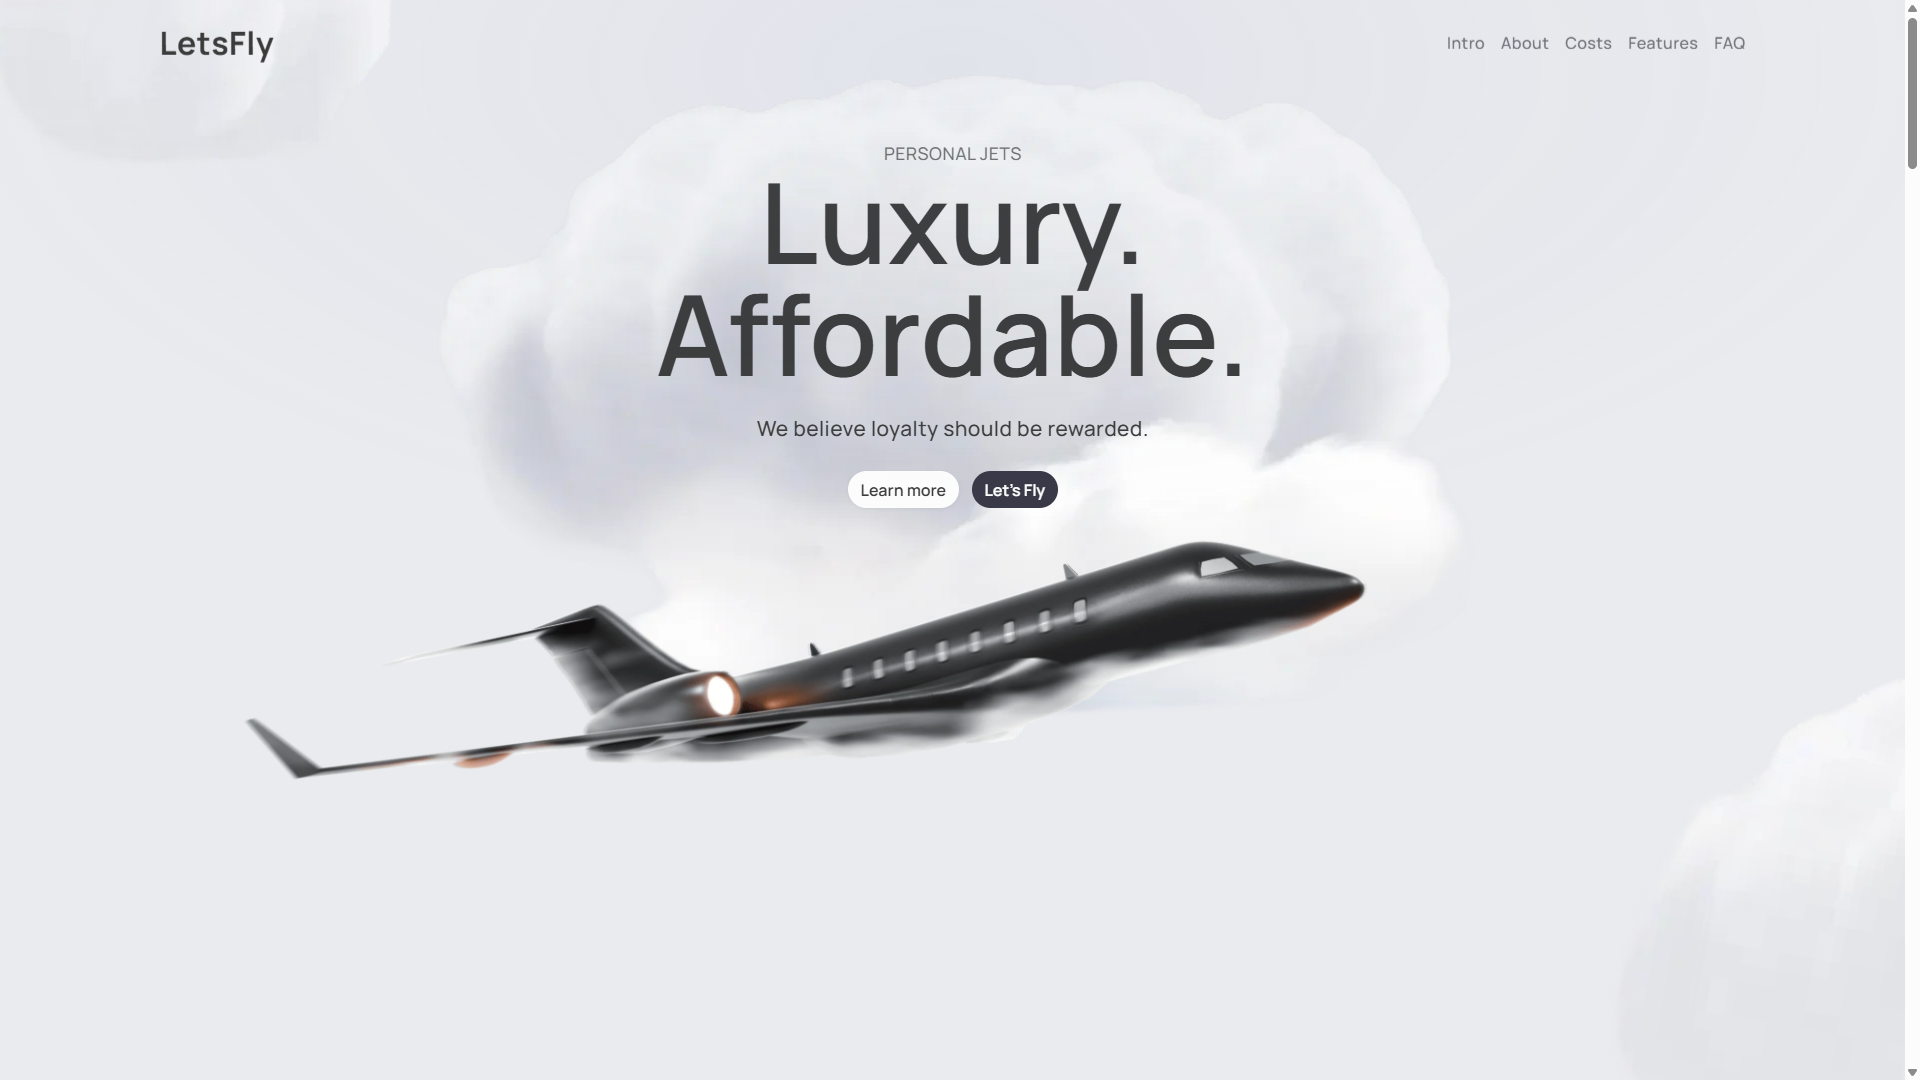 LetsFly
Intro About Costs Features FAQ
PERSONAL JETS
Luxury.
Affordable.
We believe loyalty should be rewarded.
Learn more Let's Fly